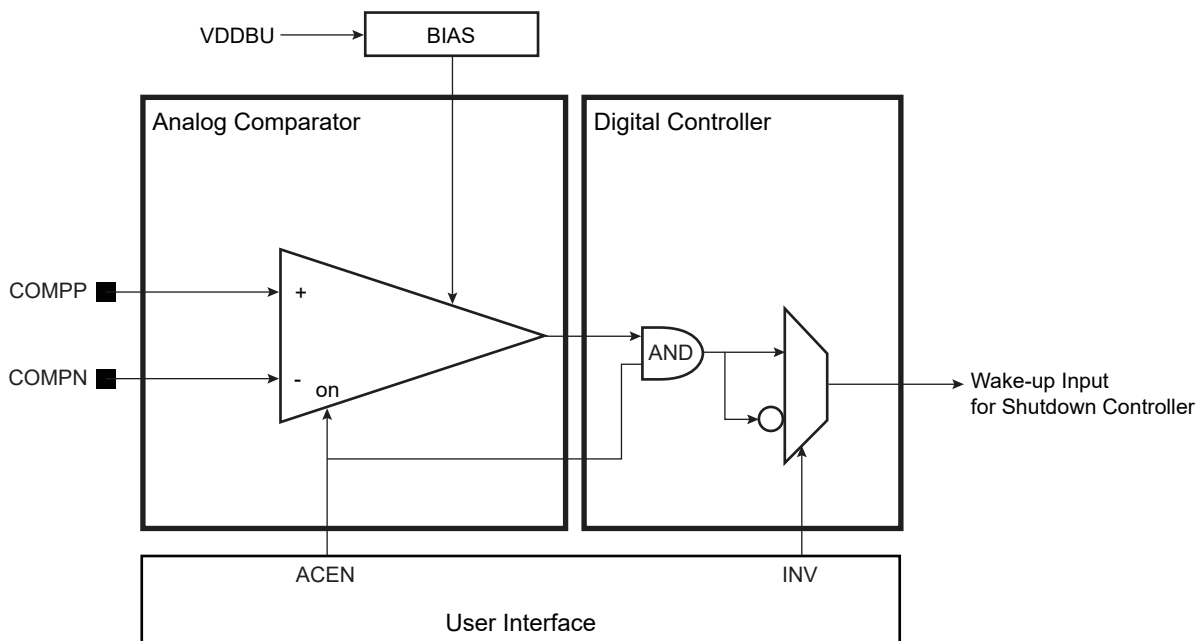 VDDBU
BIAS
Analog Comparator
Digital Controller
COMPP
+
AND
COMPN
-
on
Wake-up Input
for Shutdown Controller
ACEN
INV
User Interface